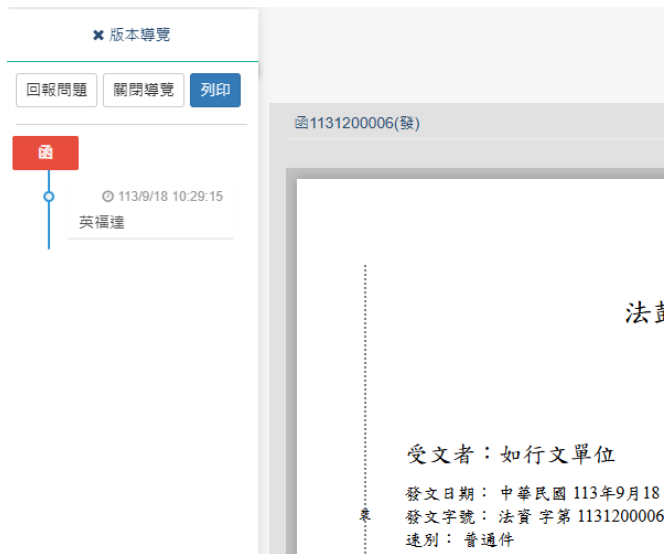 ✖ 版本導覽
回報問題
關閉導覽
列印
函
113/9/18 10:29:15
英福達
函1131200006(發)
法
受文者：如行文單位
發文日期： 中華民國 113年9月18
發文字號： 法資 字第 1131200006
速別： 普通件